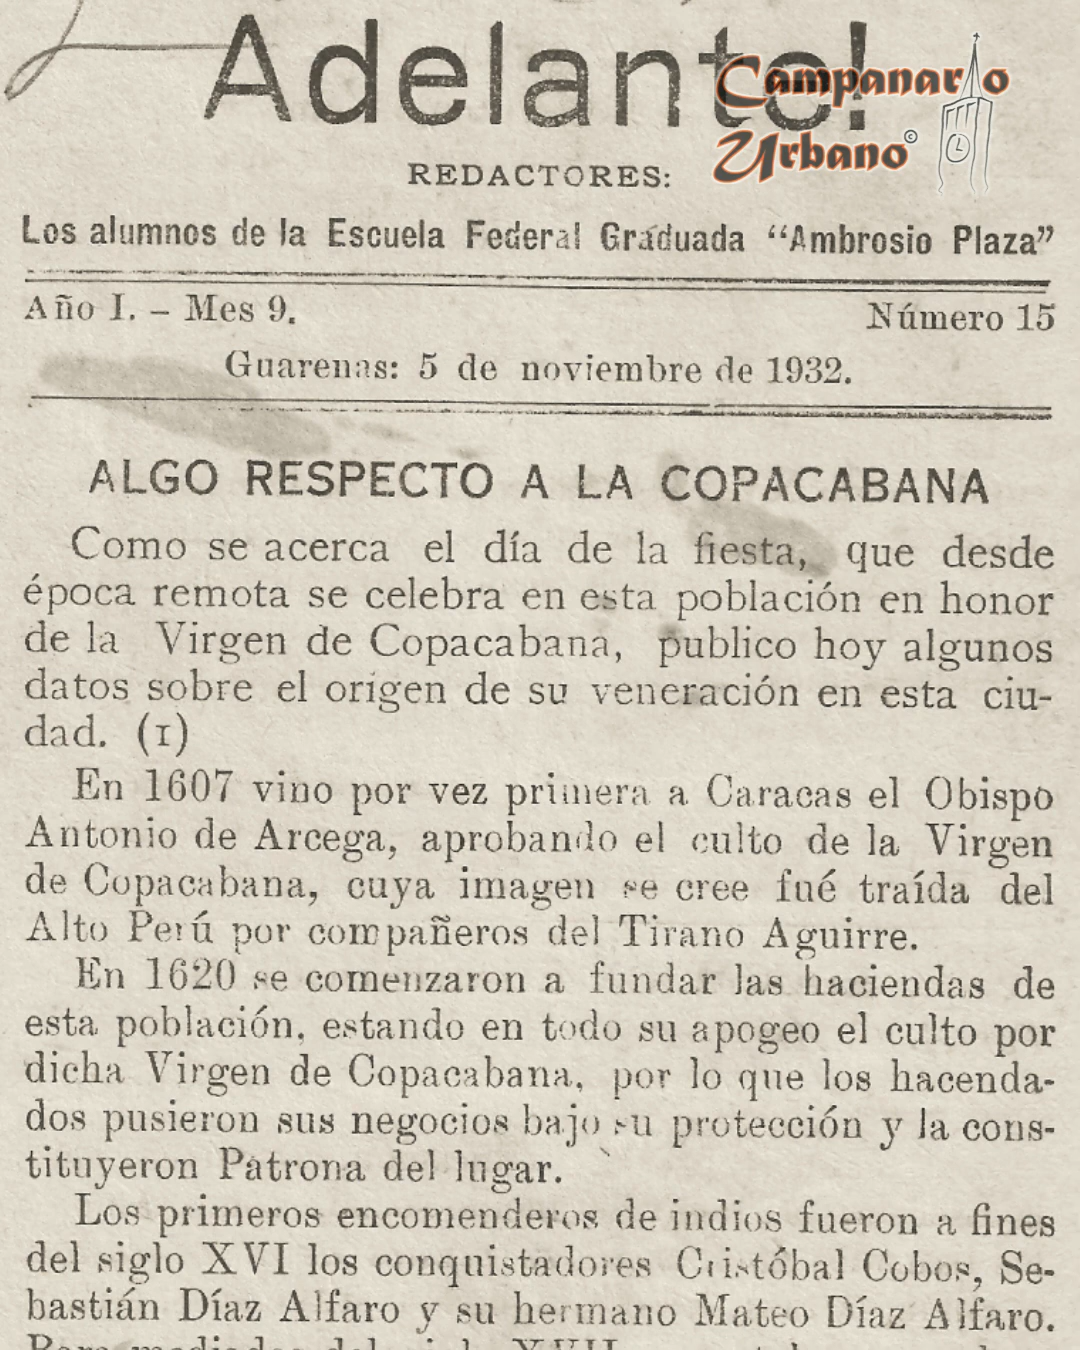 Adelante!
Campanario
Urbano©
REDACTORES:
Los alumnos de la Escuela Federal Graduada “Ambrosio Plaza”
Año I. – Mes 9. Número 15
Guarenas: 5 de noviembre de 1932.
ALGO RESPECTO A LA COPACABANA
Como se acerca el día de la fiesta, que desde
época remota se celebra en esta población en honor
de la Virgen de Copacabana, publico hoy algunos
datos sobre el origen de su veneración en esta ciu-
dad. (1)
En 1607 vino por vez primera a Caracas el Obispo
Antonio de Arcega, aprobando el culto de la Virgen
de Copacabana, cuya imagen se cree fué traída del
Alto Perú por compañeros del Tirano Aguirre.
En 1620 se comenzaron a fundar las haciendas de
esta población, estando en todo su apogeo el culto por
dicha Virgen de Copacabana, por lo que los hacenda-
dos pusieron sus negocios bajo su protección y la cons-
tituyeron Patrona del lugar.
Los primeros encomenderos de indios fueron a fines
del siglo XVI los conquistadores Cristóbal Cobos, Se-
bastián Díaz Alfaro y su hermano Mateo Díaz Alfaro.